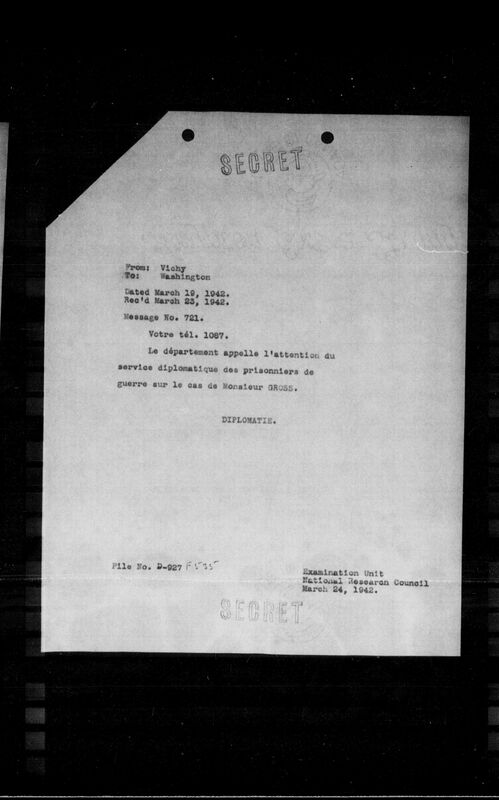 SECRET
From: Vichy
To: Washington
Dated March 19, 1942.
Rec'd March 23, 1942.
Message No. 721.
Votre tél. 1087.
Le département appelle l'attention du
service diplomatique des prisonniers de
guerre sur le cas de Monsieur GROSS.
DIPLOMATIE.
File No. D-927 F535
Examination Unit
National Research Council
March 24, 1942.
SECRET